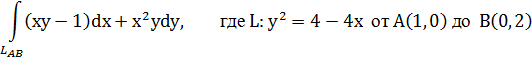 ∫_{L_{AB}} (xy − 1)dx + x²ydy, где L: y² = 4 − 4x от A(1,0) до B(0,2)